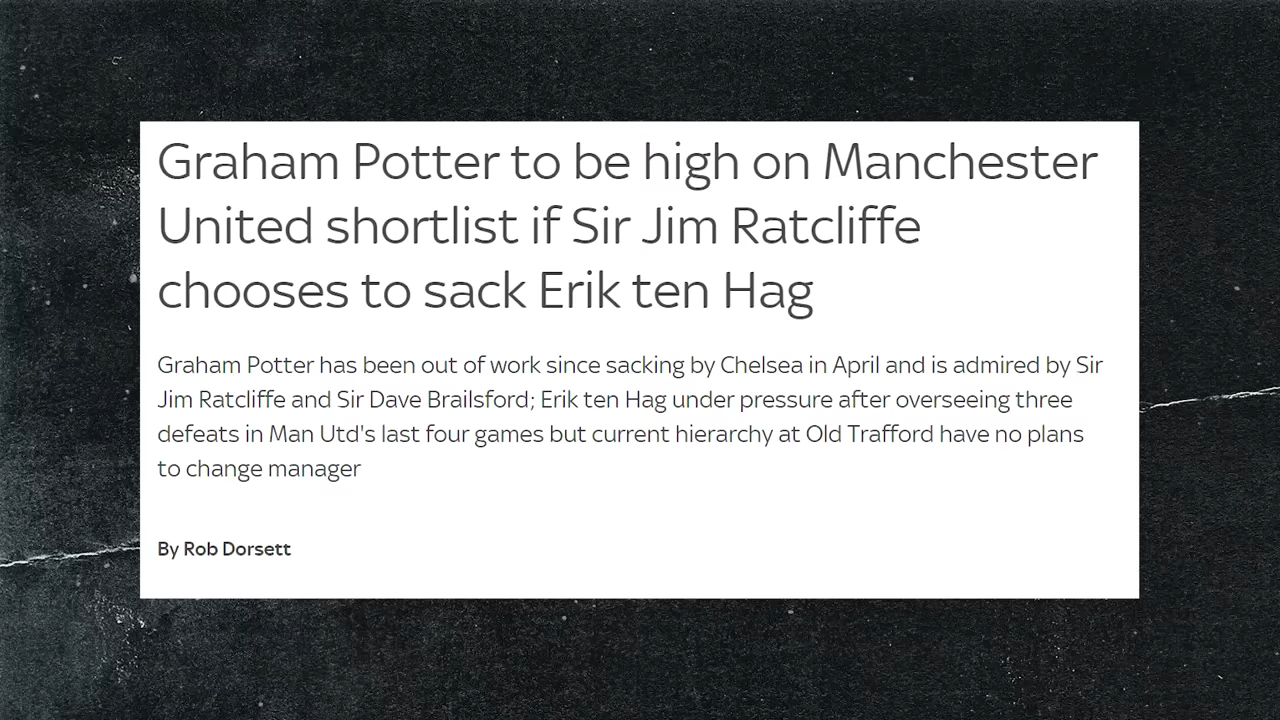 Graham Potter to be high on Manchester
United shortlist if Sir Jim Ratcliffe
chooses to sack Erik ten Hag
Graham Potter has been out of work since sacking by Chelsea in April and is admired by Sir
Jim Ratcliffe and Sir Dave Brailsford; Erik ten Hag under pressure after overseeing three
defeats in Man Utd's last four games but current hierarchy at Old Trafford have no plans
to change manager
By Rob Dorsett